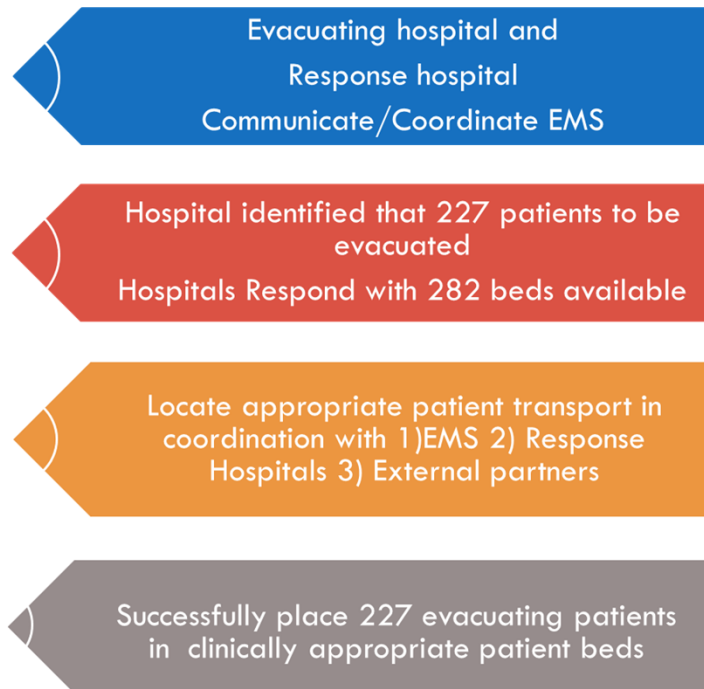 Evacuating hospital and
Response hospital
Communicate/Coordinate EMS
Hospital identified that 227 patients to be
evacuated
Hospitals Respond with 282 beds available
Locate appropriate patient transport in
coordination with 1)EMS 2) Response
Hospitals 3) External partners
Successfully place 227 evacuating patients
in clinically appropriate patient beds